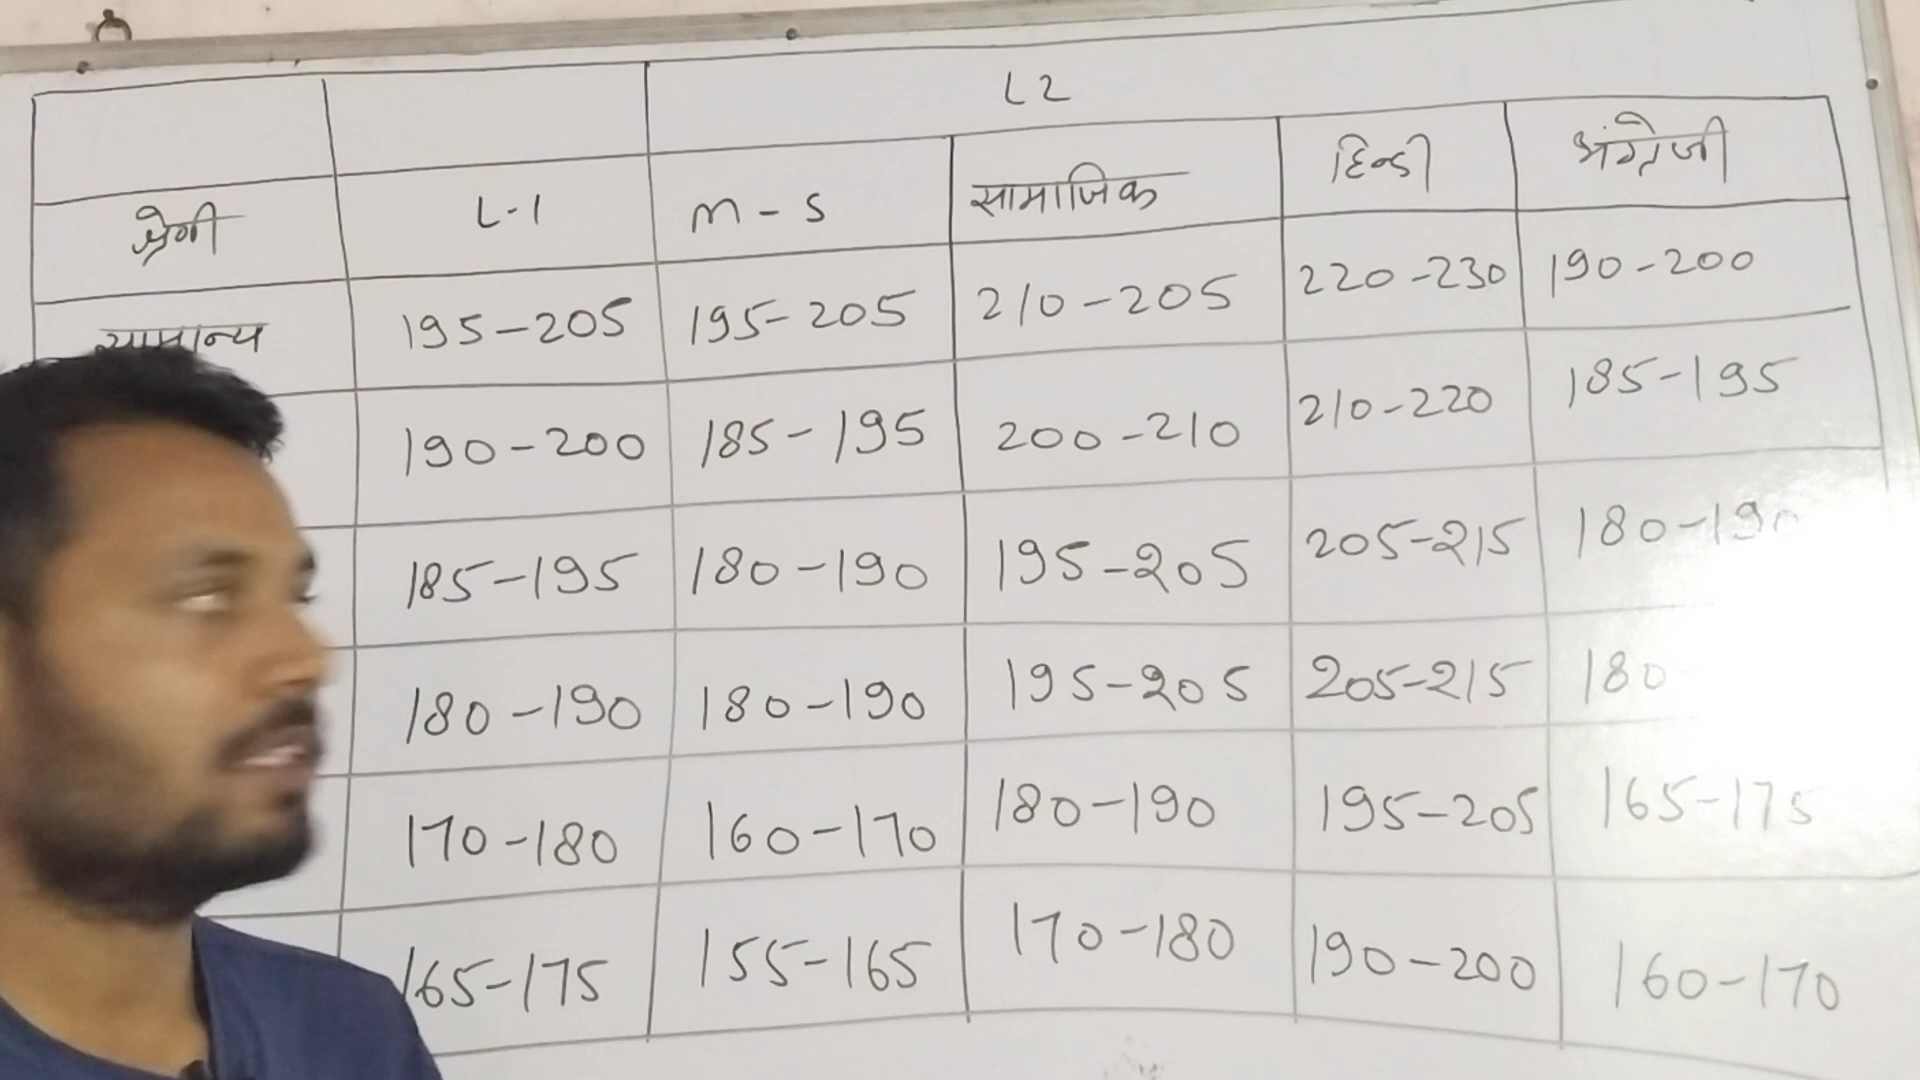 L2
श्रेणी L-1 M-S सामाजिक हिन्दी अंग्रेजी
सामान्य 195-205 195-205 210-205 220-230 190-200
190-200 185-195 200-210 210-220 185-195
185-195 180-190 195-205 205-215 180-190
180-190 180-190 195-205 205-215 180
170-180 160-170 180-190 195-205 165-175
165-175 155-165 170-180 190-200 160-170